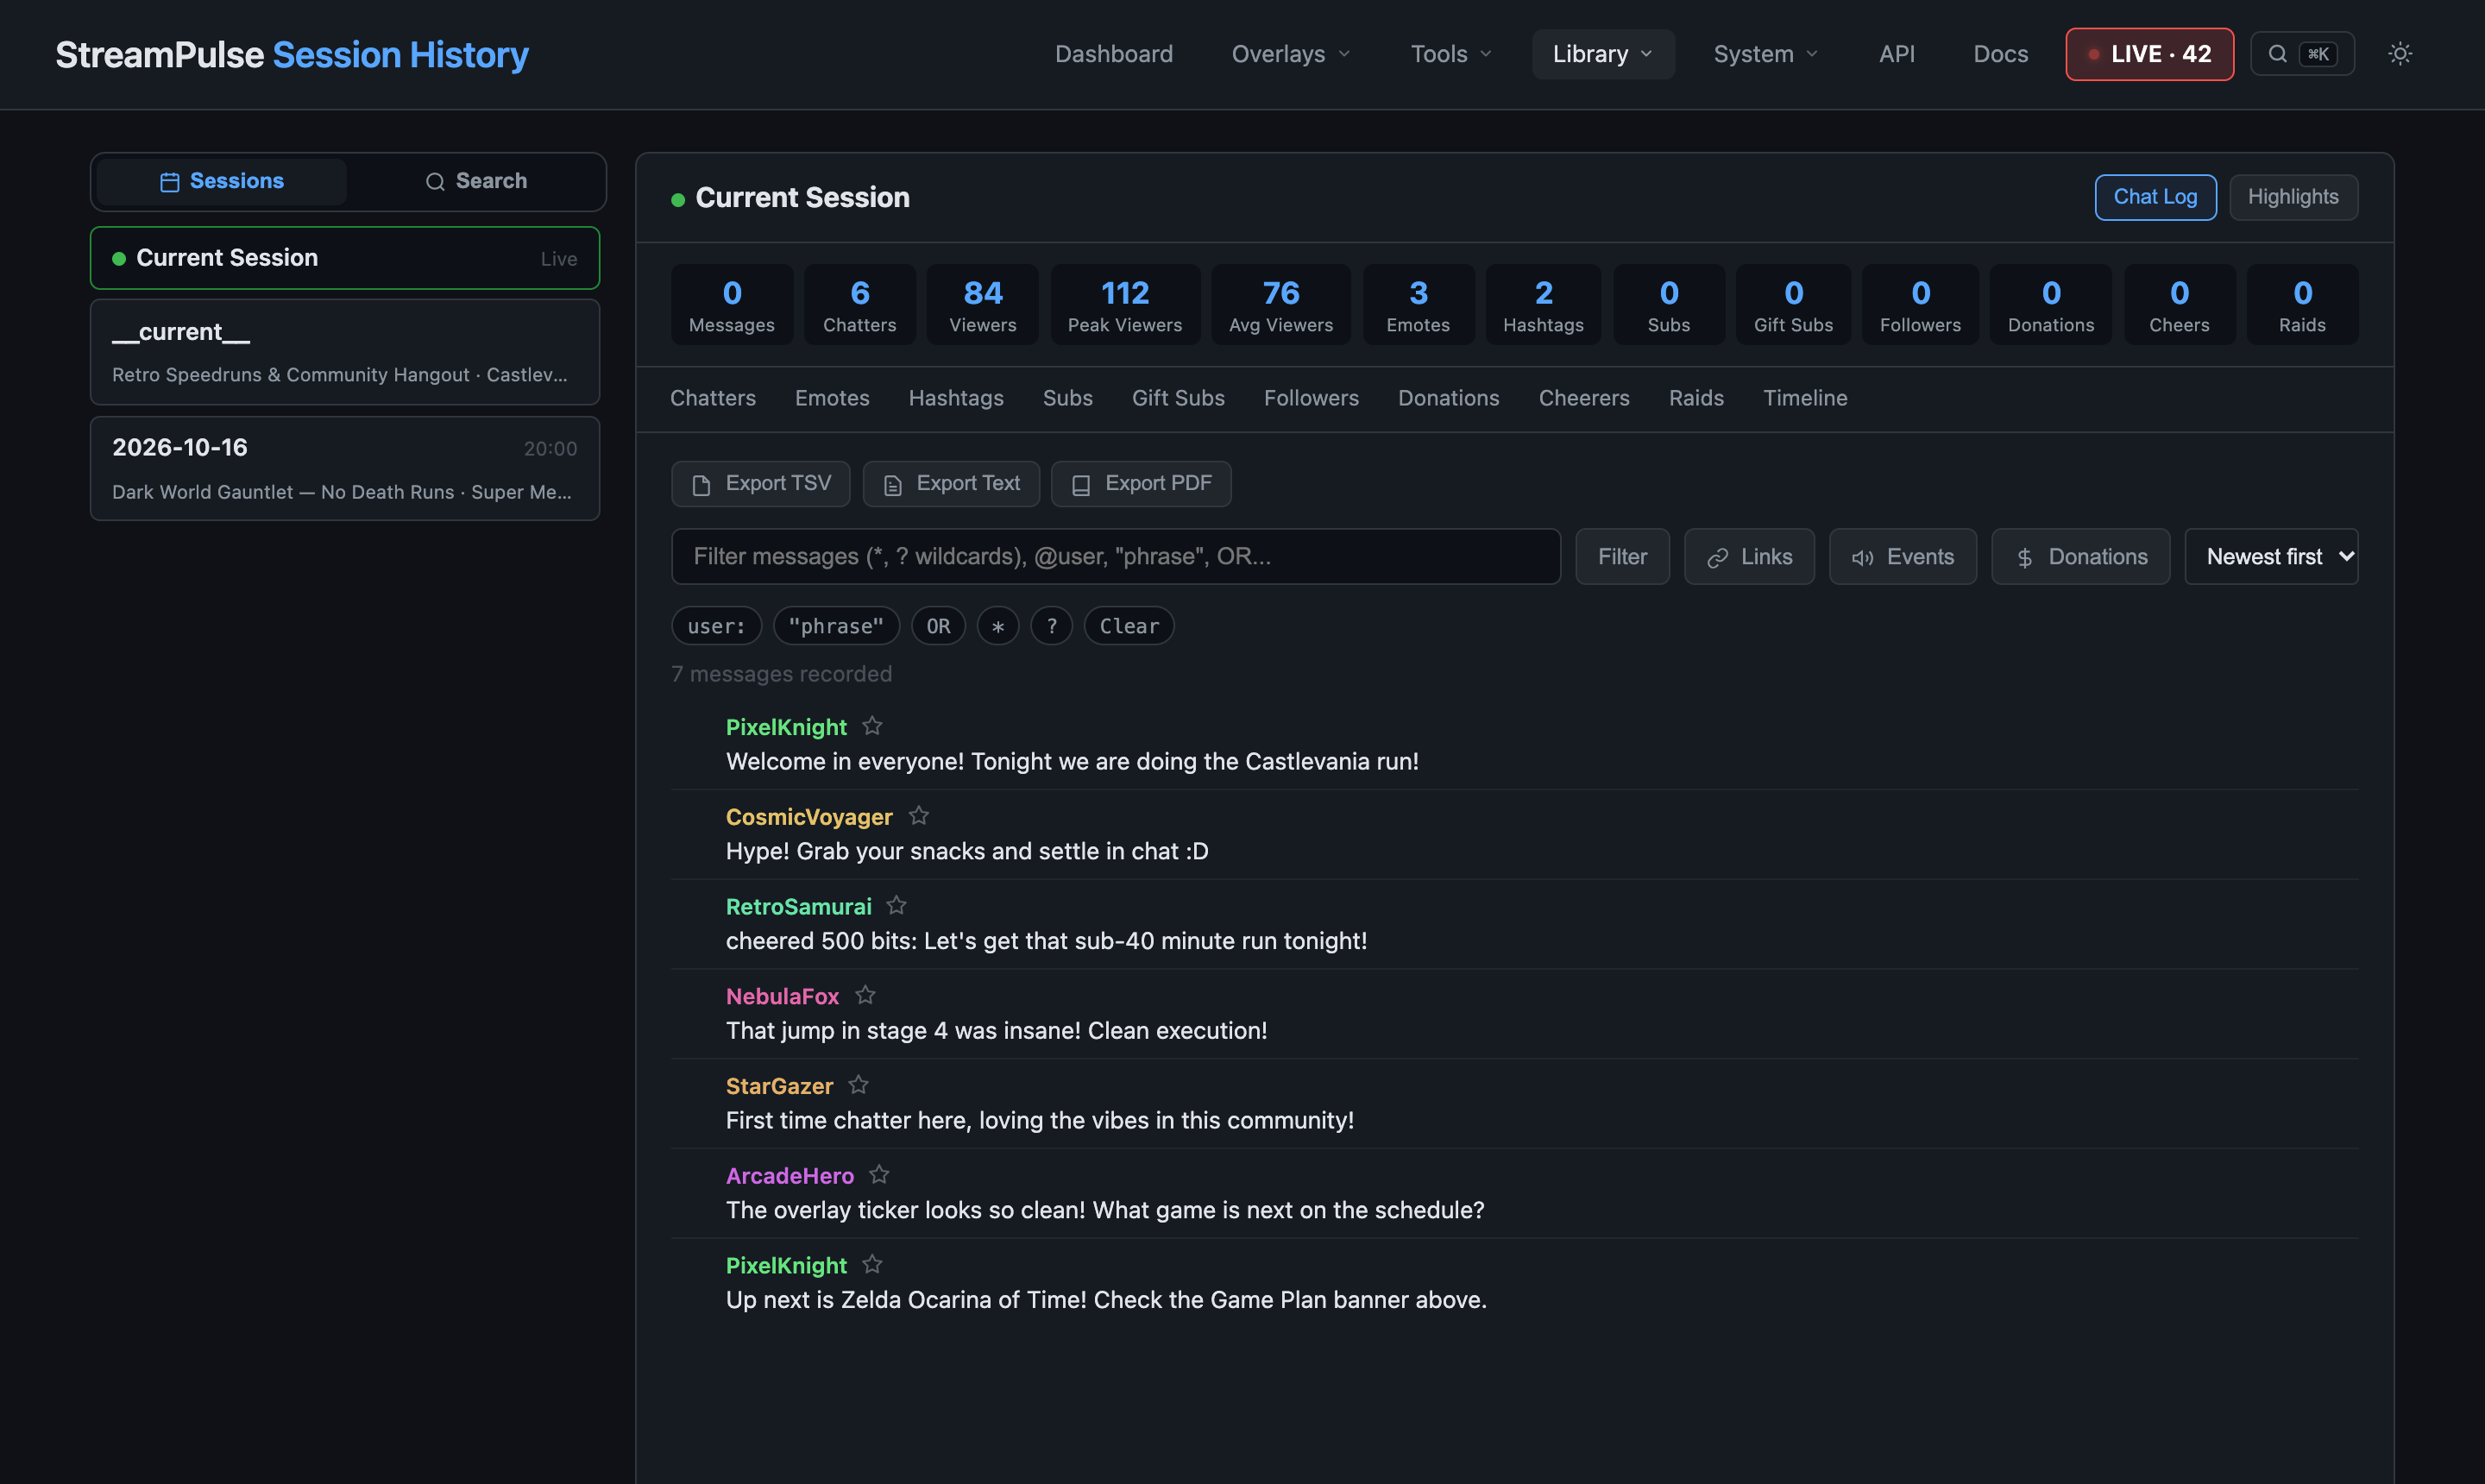 StreamPulse Session History
Dashboard Overlays Tools Library System API Docs LIVE · 42 ⌘K
Sessions Search
Current Session Live
__current__
Retro Speedruns & Community Hangout · Castlev...
2026-10-16 20:00
Dark World Gauntlet — No Death Runs · Super Me...
Current Session Chat Log Highlights
0 6 84 112 76 3 2 0 0 0 0 0 0
Messages Chatters Viewers Peak Viewers Avg Viewers Emotes Hashtags Subs Gift Subs Followers Donations Cheers Raids
Chatters Emotes Hashtags Subs Gift Subs Followers Donations Cheerers Raids Timeline
Export TSV Export Text Export PDF
Filter messages (*, ? wildcards), @user, "phrase", OR... Filter Links Events Donations Newest first
user: "phrase" OR * ? Clear
7 messages recorded
PixelKnight
Welcome in everyone! Tonight we are doing the Castlevania run!
CosmicVoyager
Hype! Grab your snacks and settle in chat :D
RetroSamurai
cheered 500 bits: Let's get that sub-40 minute run tonight!
NebulaFox
That jump in stage 4 was insane! Clean execution!
StarGazer
First time chatter here, loving the vibes in this community!
ArcadeHero
The overlay ticker looks so clean! What game is next on the schedule?
PixelKnight
Up next is Zelda Ocarina of Time! Check the Game Plan banner above.